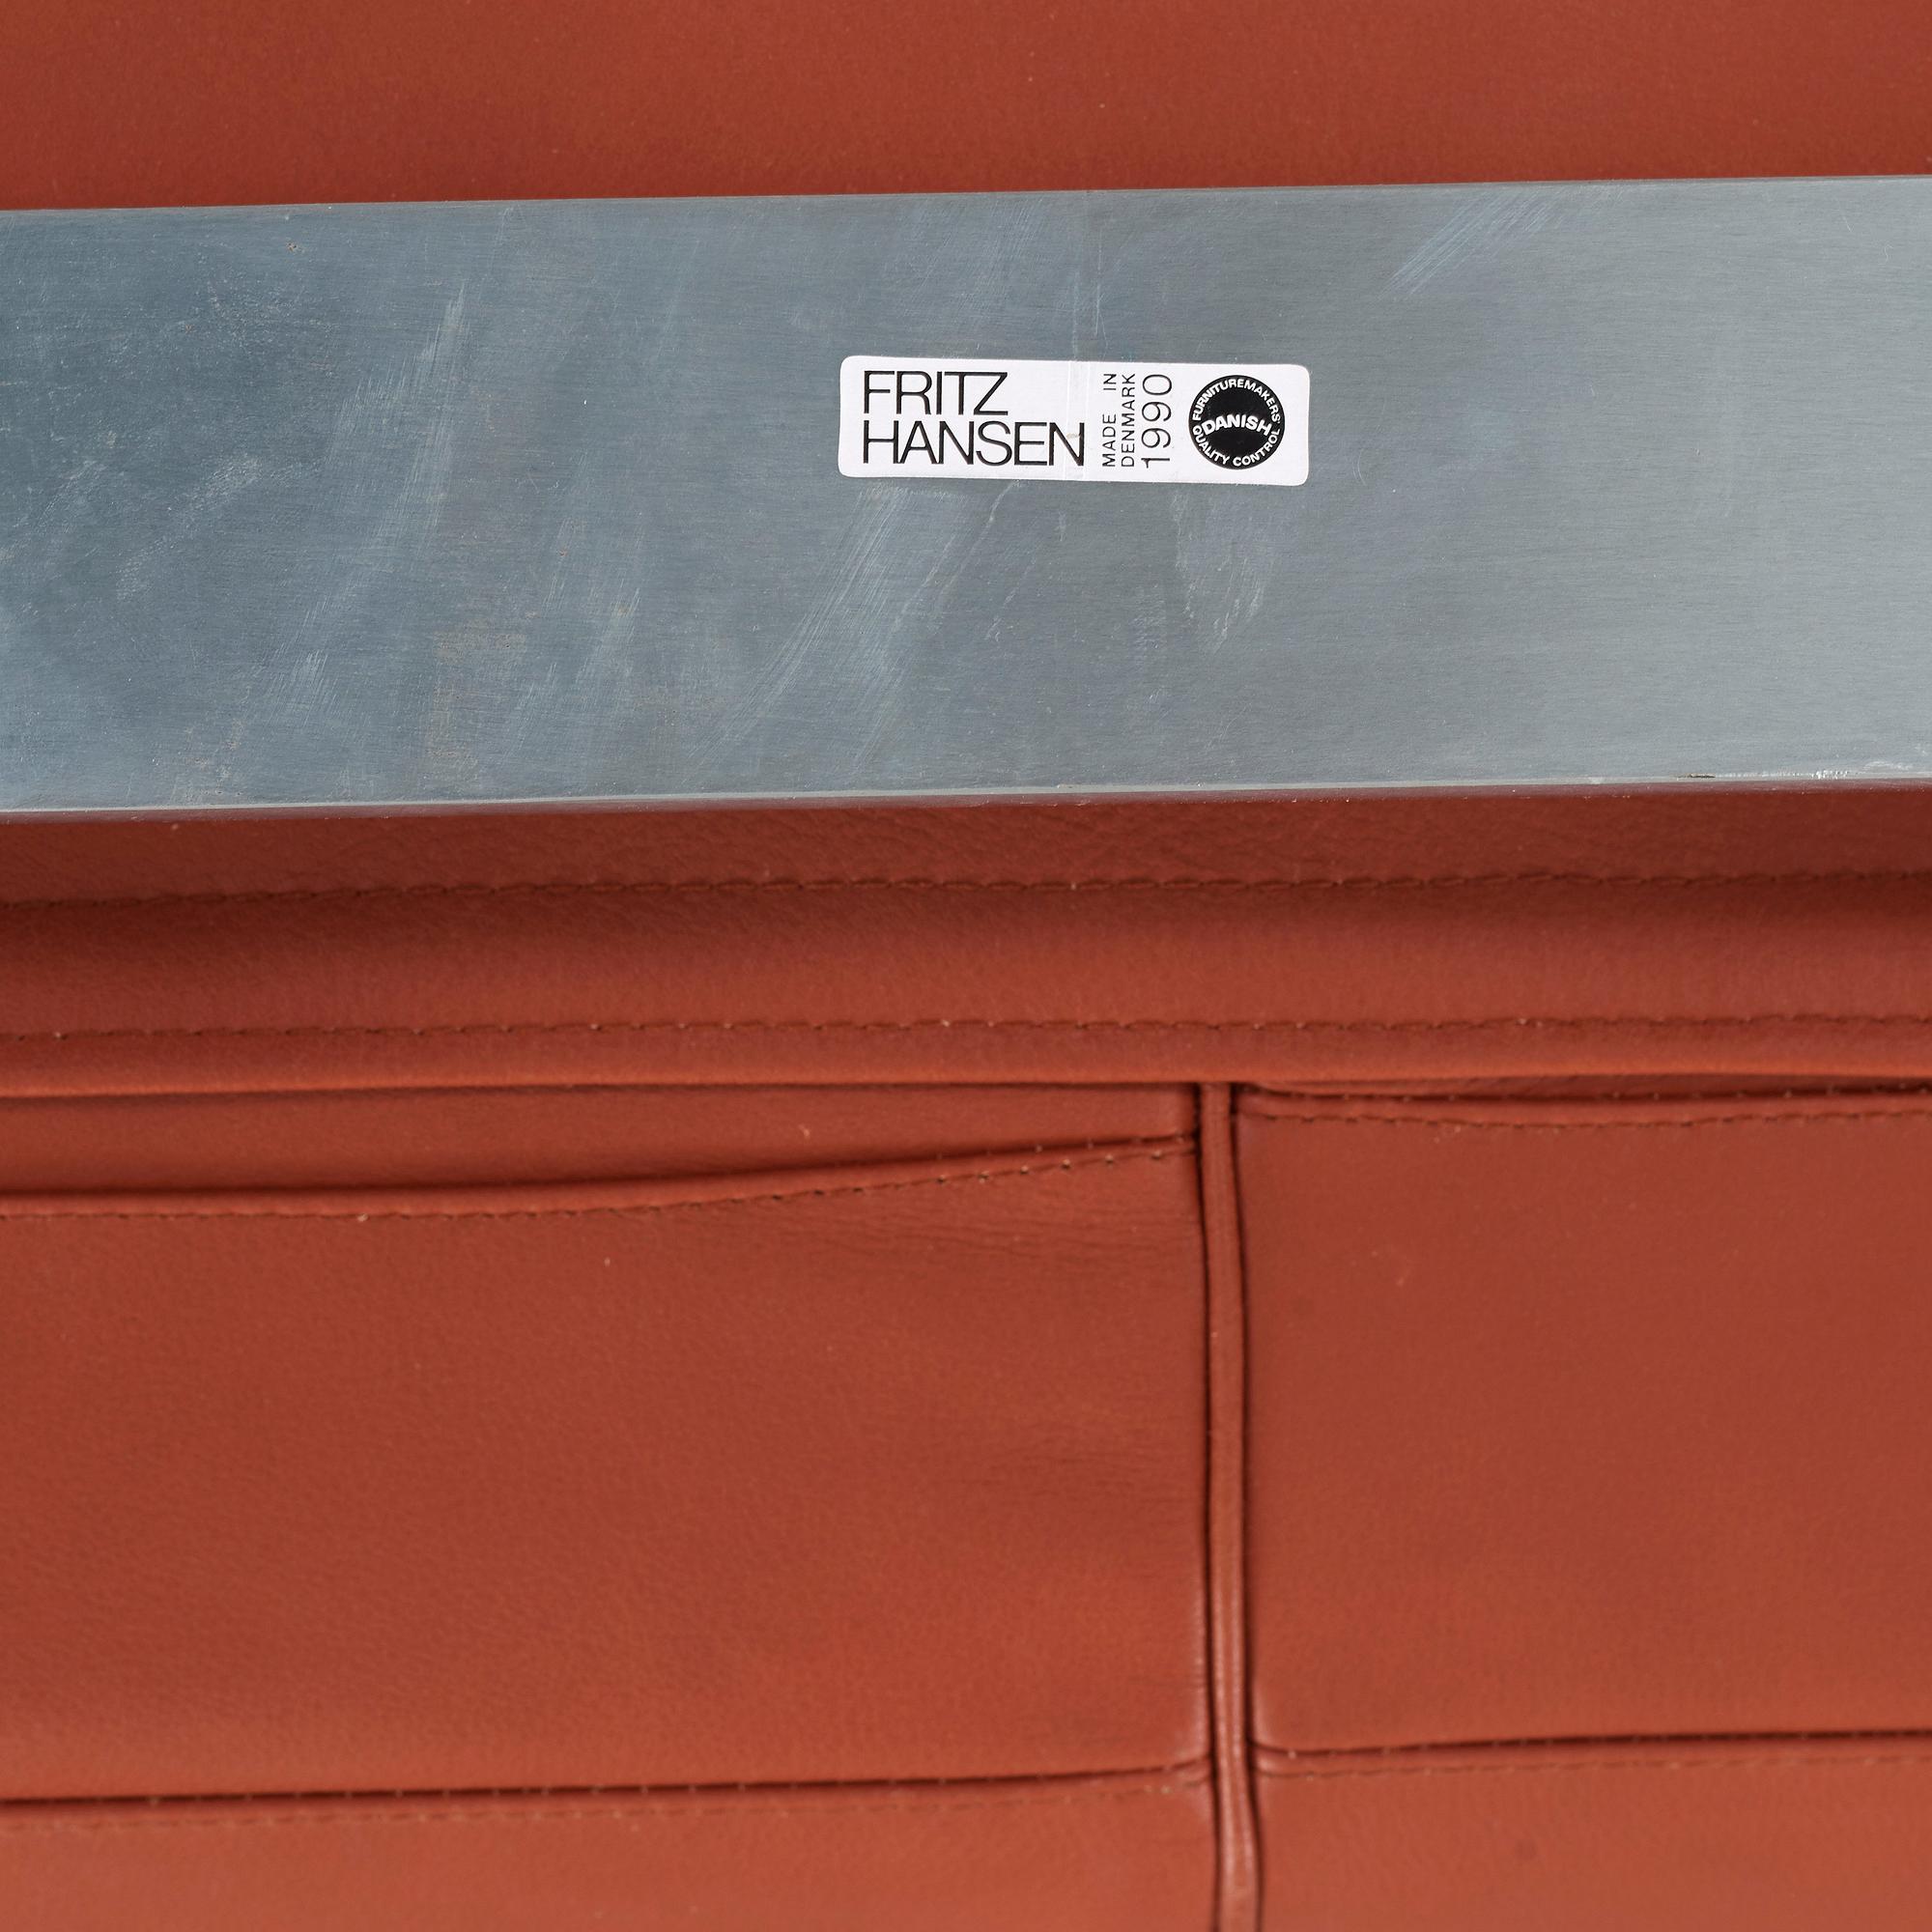 FRITZ
HANSEN
MADE IN
DENMARK
1990
FURNITUREMAKERS'
DANISH
QUALITY CONTROL